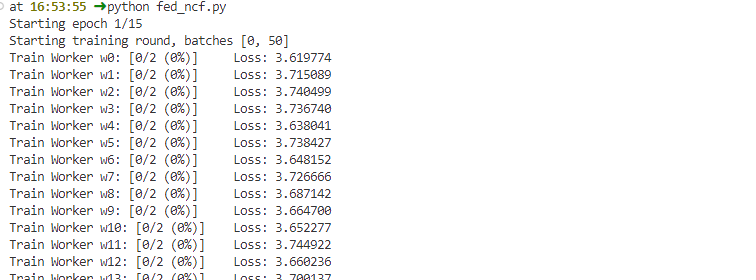 at 16:53:55 ➜python fed_ncf.py
Starting epoch 1/15
Starting training round, batches [0, 50]
Train Worker w0: [0/2 (0%)] Loss: 3.619774
Train Worker w1: [0/2 (0%)] Loss: 3.715089
Train Worker w2: [0/2 (0%)] Loss: 3.740499
Train Worker w3: [0/2 (0%)] Loss: 3.736740
Train Worker w4: [0/2 (0%)] Loss: 3.638041
Train Worker w5: [0/2 (0%)] Loss: 3.738427
Train Worker w6: [0/2 (0%)] Loss: 3.648152
Train Worker w7: [0/2 (0%)] Loss: 3.726666
Train Worker w8: [0/2 (0%)] Loss: 3.687142
Train Worker w9: [0/2 (0%)] Loss: 3.664700
Train Worker w10: [0/2 (0%)] Loss: 3.652277
Train Worker w11: [0/2 (0%)] Loss: 3.744922
Train Worker w12: [0/2 (0%)] Loss: 3.660236
Train Worker w13: [0/2 (0%)] Loss: 3.700137